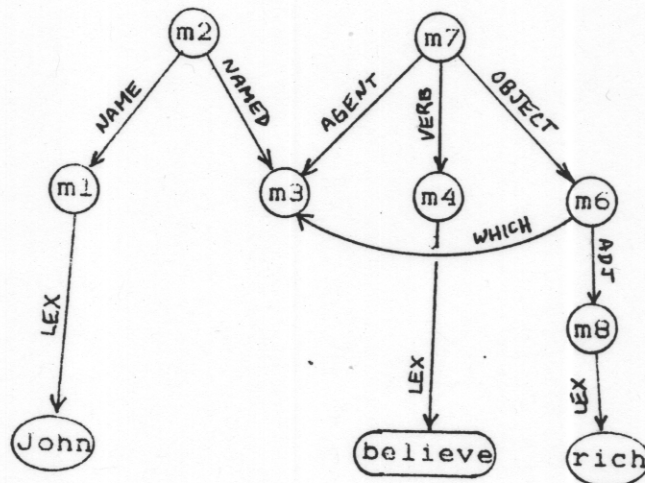 m2 m7
NAME NAMED AGENT VERB OBJECT
m1 m3 m4 m6
WHICH
ADJ
m8
LEX LEX LEX
John believe rich